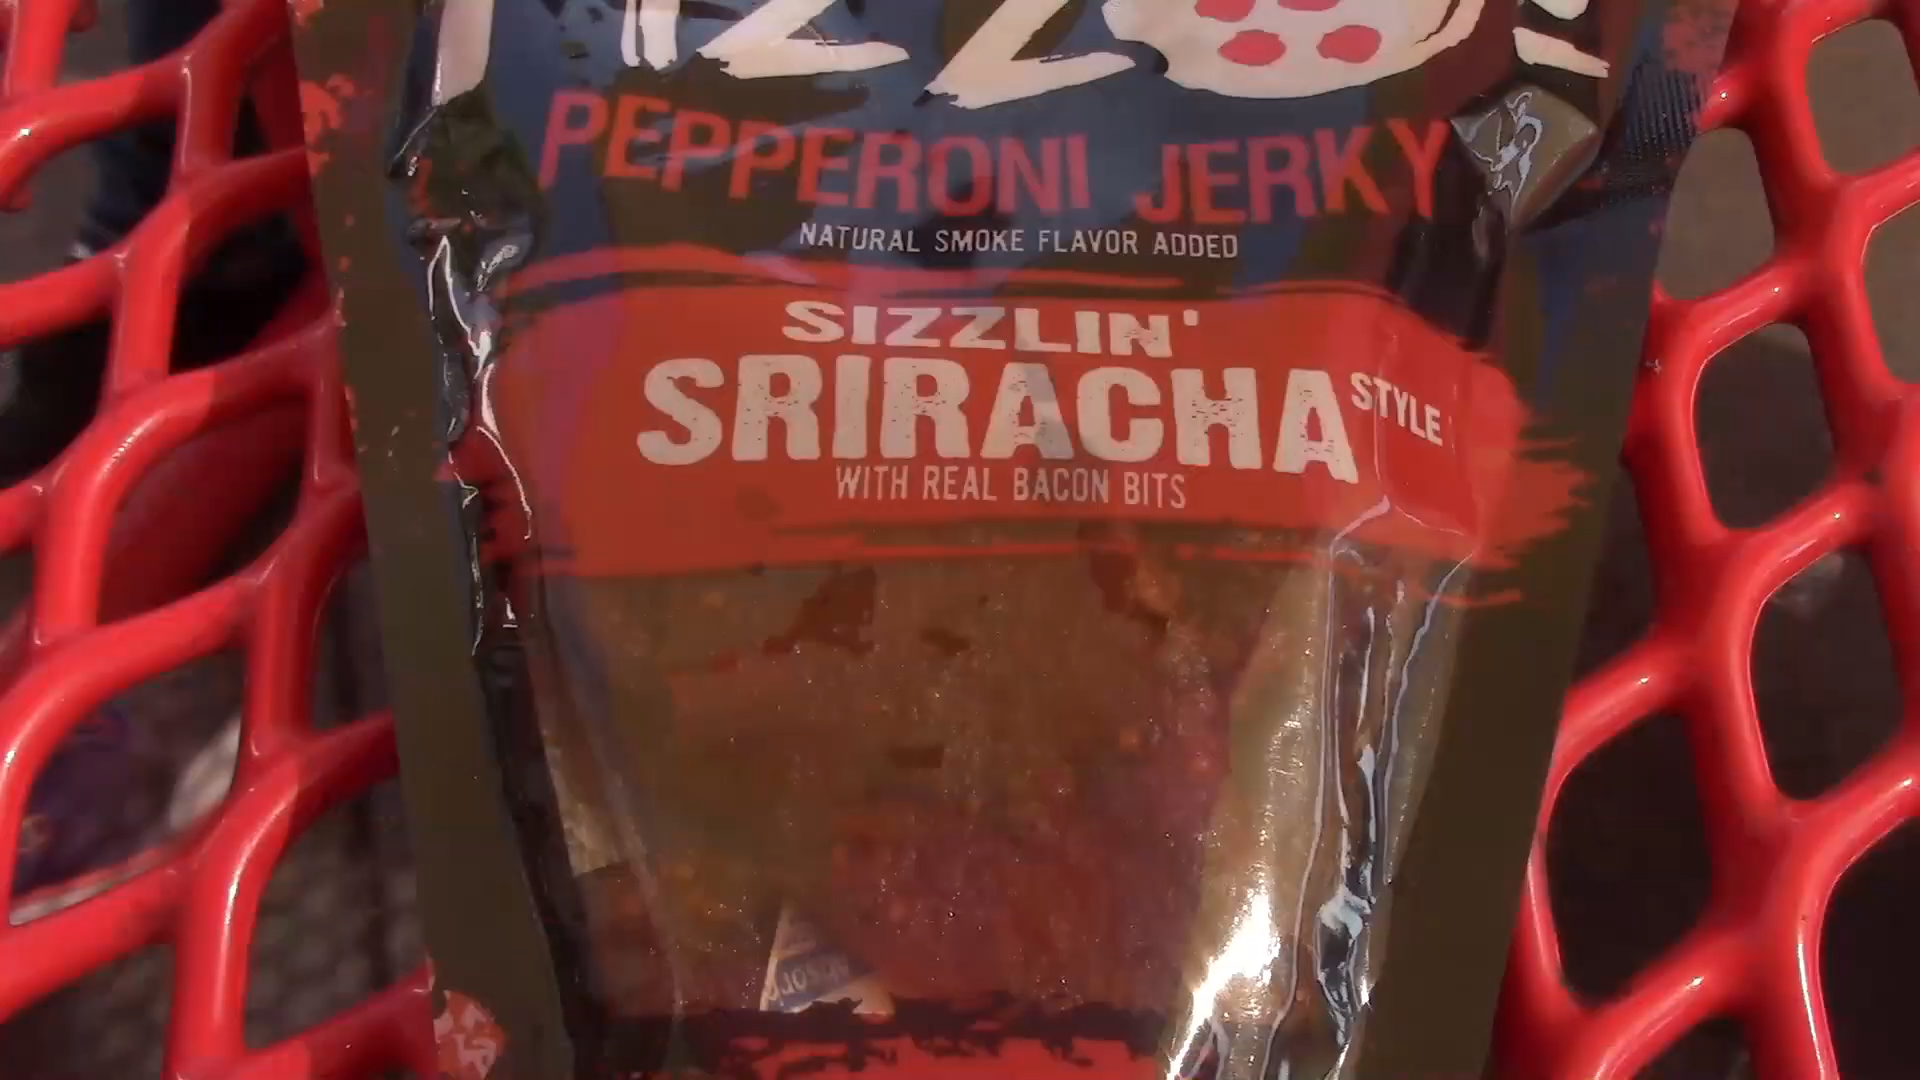 PEPPERONI JERKY
NATURAL SMOKE FLAVOR ADDED
SIZZLIN'
SRIRACHA STYLE
WITH REAL BACON BITS